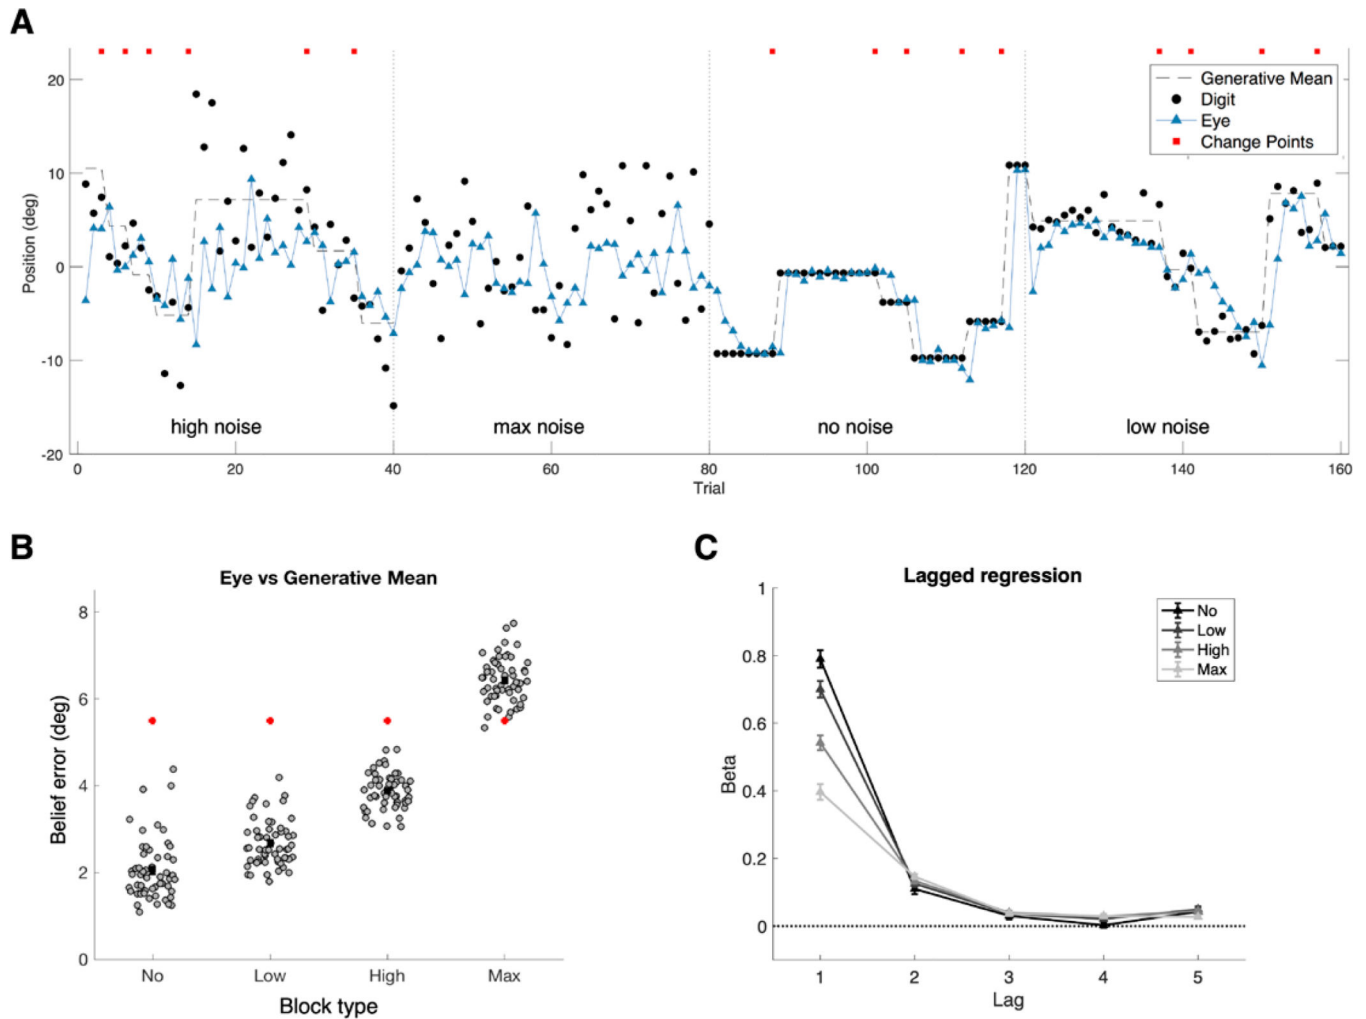 A
Position (deg)
20
10
0
-10
-20
Generative Mean
Digit
Eye
Change Points
high noise
max noise
no noise
low noise
0
20
40
60
80
100
120
140
160
Trial
B
Eye vs Generative Mean
Belief error (deg)
8
6
4
2
0
No
Low
High
Max
Block type
C
Lagged regression
Beta
1
0.8
0.6
0.4
0.2
0
No
Low
High
Max
1
2
3
4
5
Lag